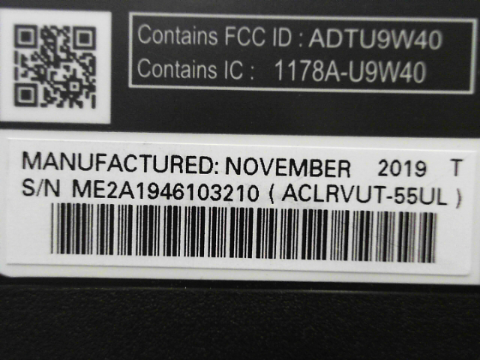 Contains FCC ID : ADTU9W40
Contains IC : 1178A-U9W40
MANUFACTURED: NOVEMBER 2019 T
S/N ME2A1946103210 ( ACLRVUT-55UL )